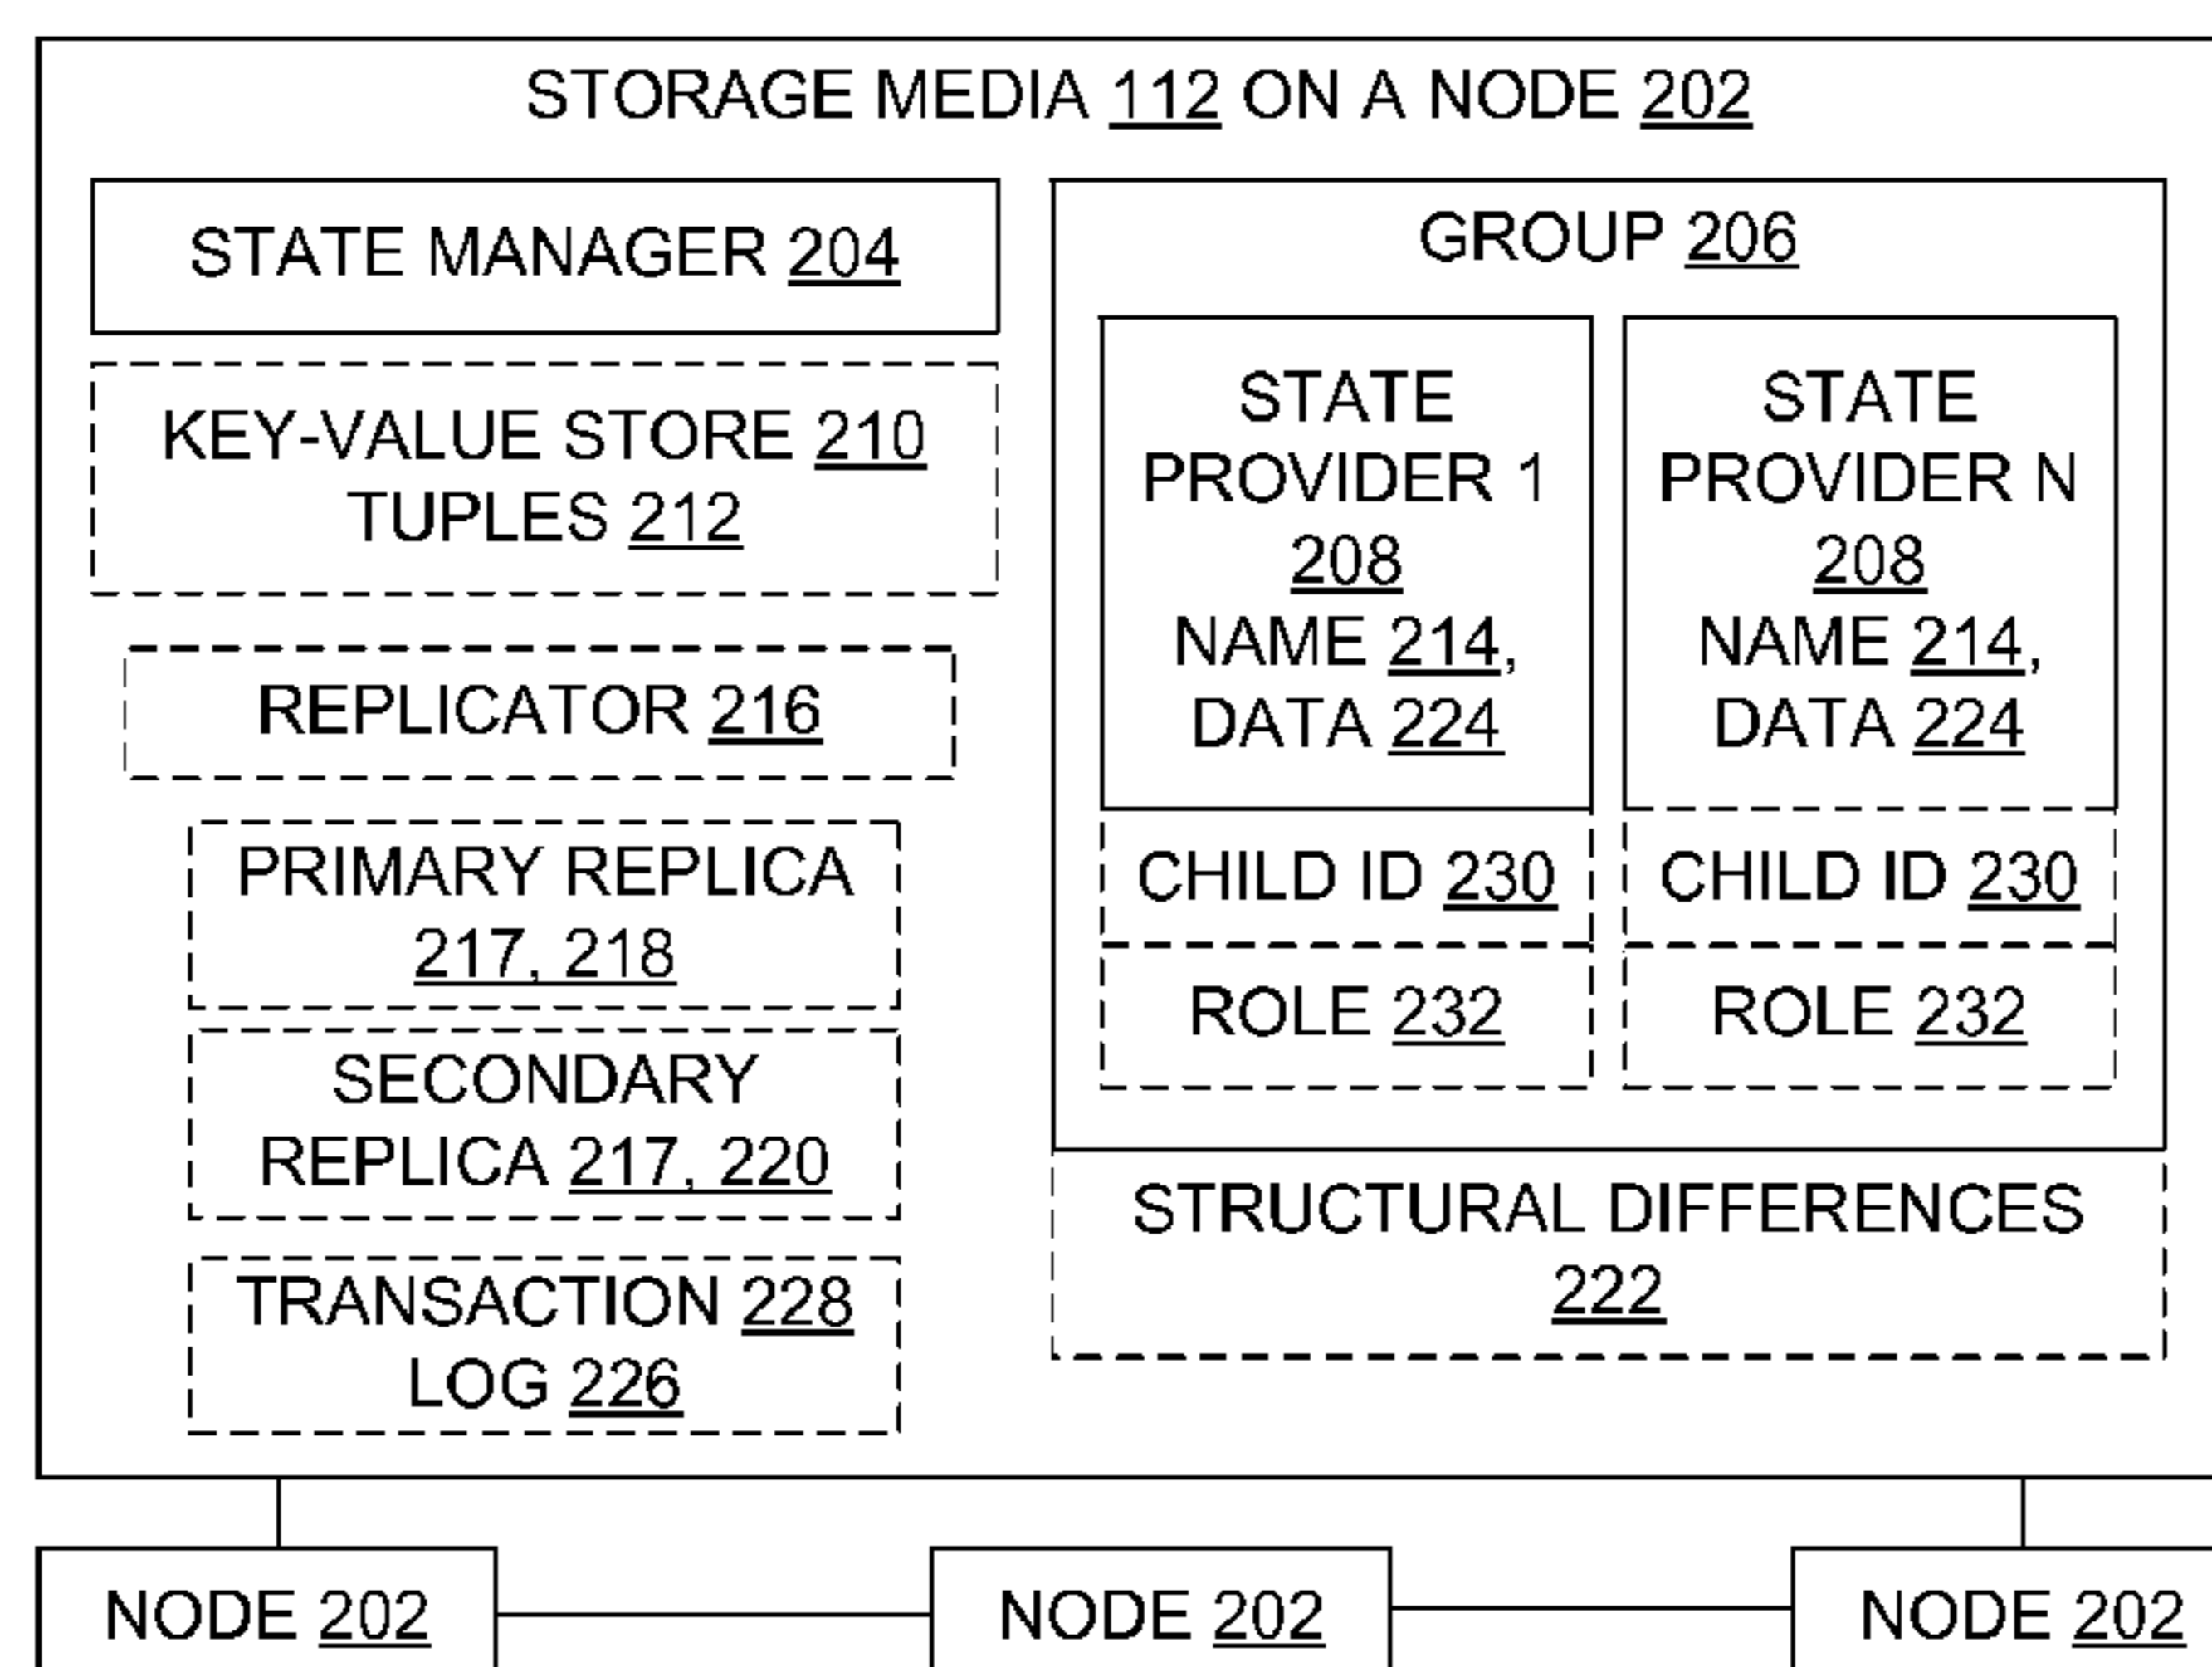 STORAGE MEDIA 112 ON A NODE 202
STATE MANAGER 204
KEY-VALUE STORE 210
TUPLES 212
REPLICATOR 216
PRIMARY REPLICA
217, 218
SECONDARY
REPLICA 217, 220
TRANSACTION 228
LOG 226
GROUP 206
STATE
PROVIDER 1
208
NAME 214,
DATA 224
CHILD ID 230
ROLE 232
STATE
PROVIDER N
208
NAME 214,
DATA 224
CHILD ID 230
ROLE 232
STRUCTURAL DIFFERENCES
222
NODE 202
NODE 202
NODE 202